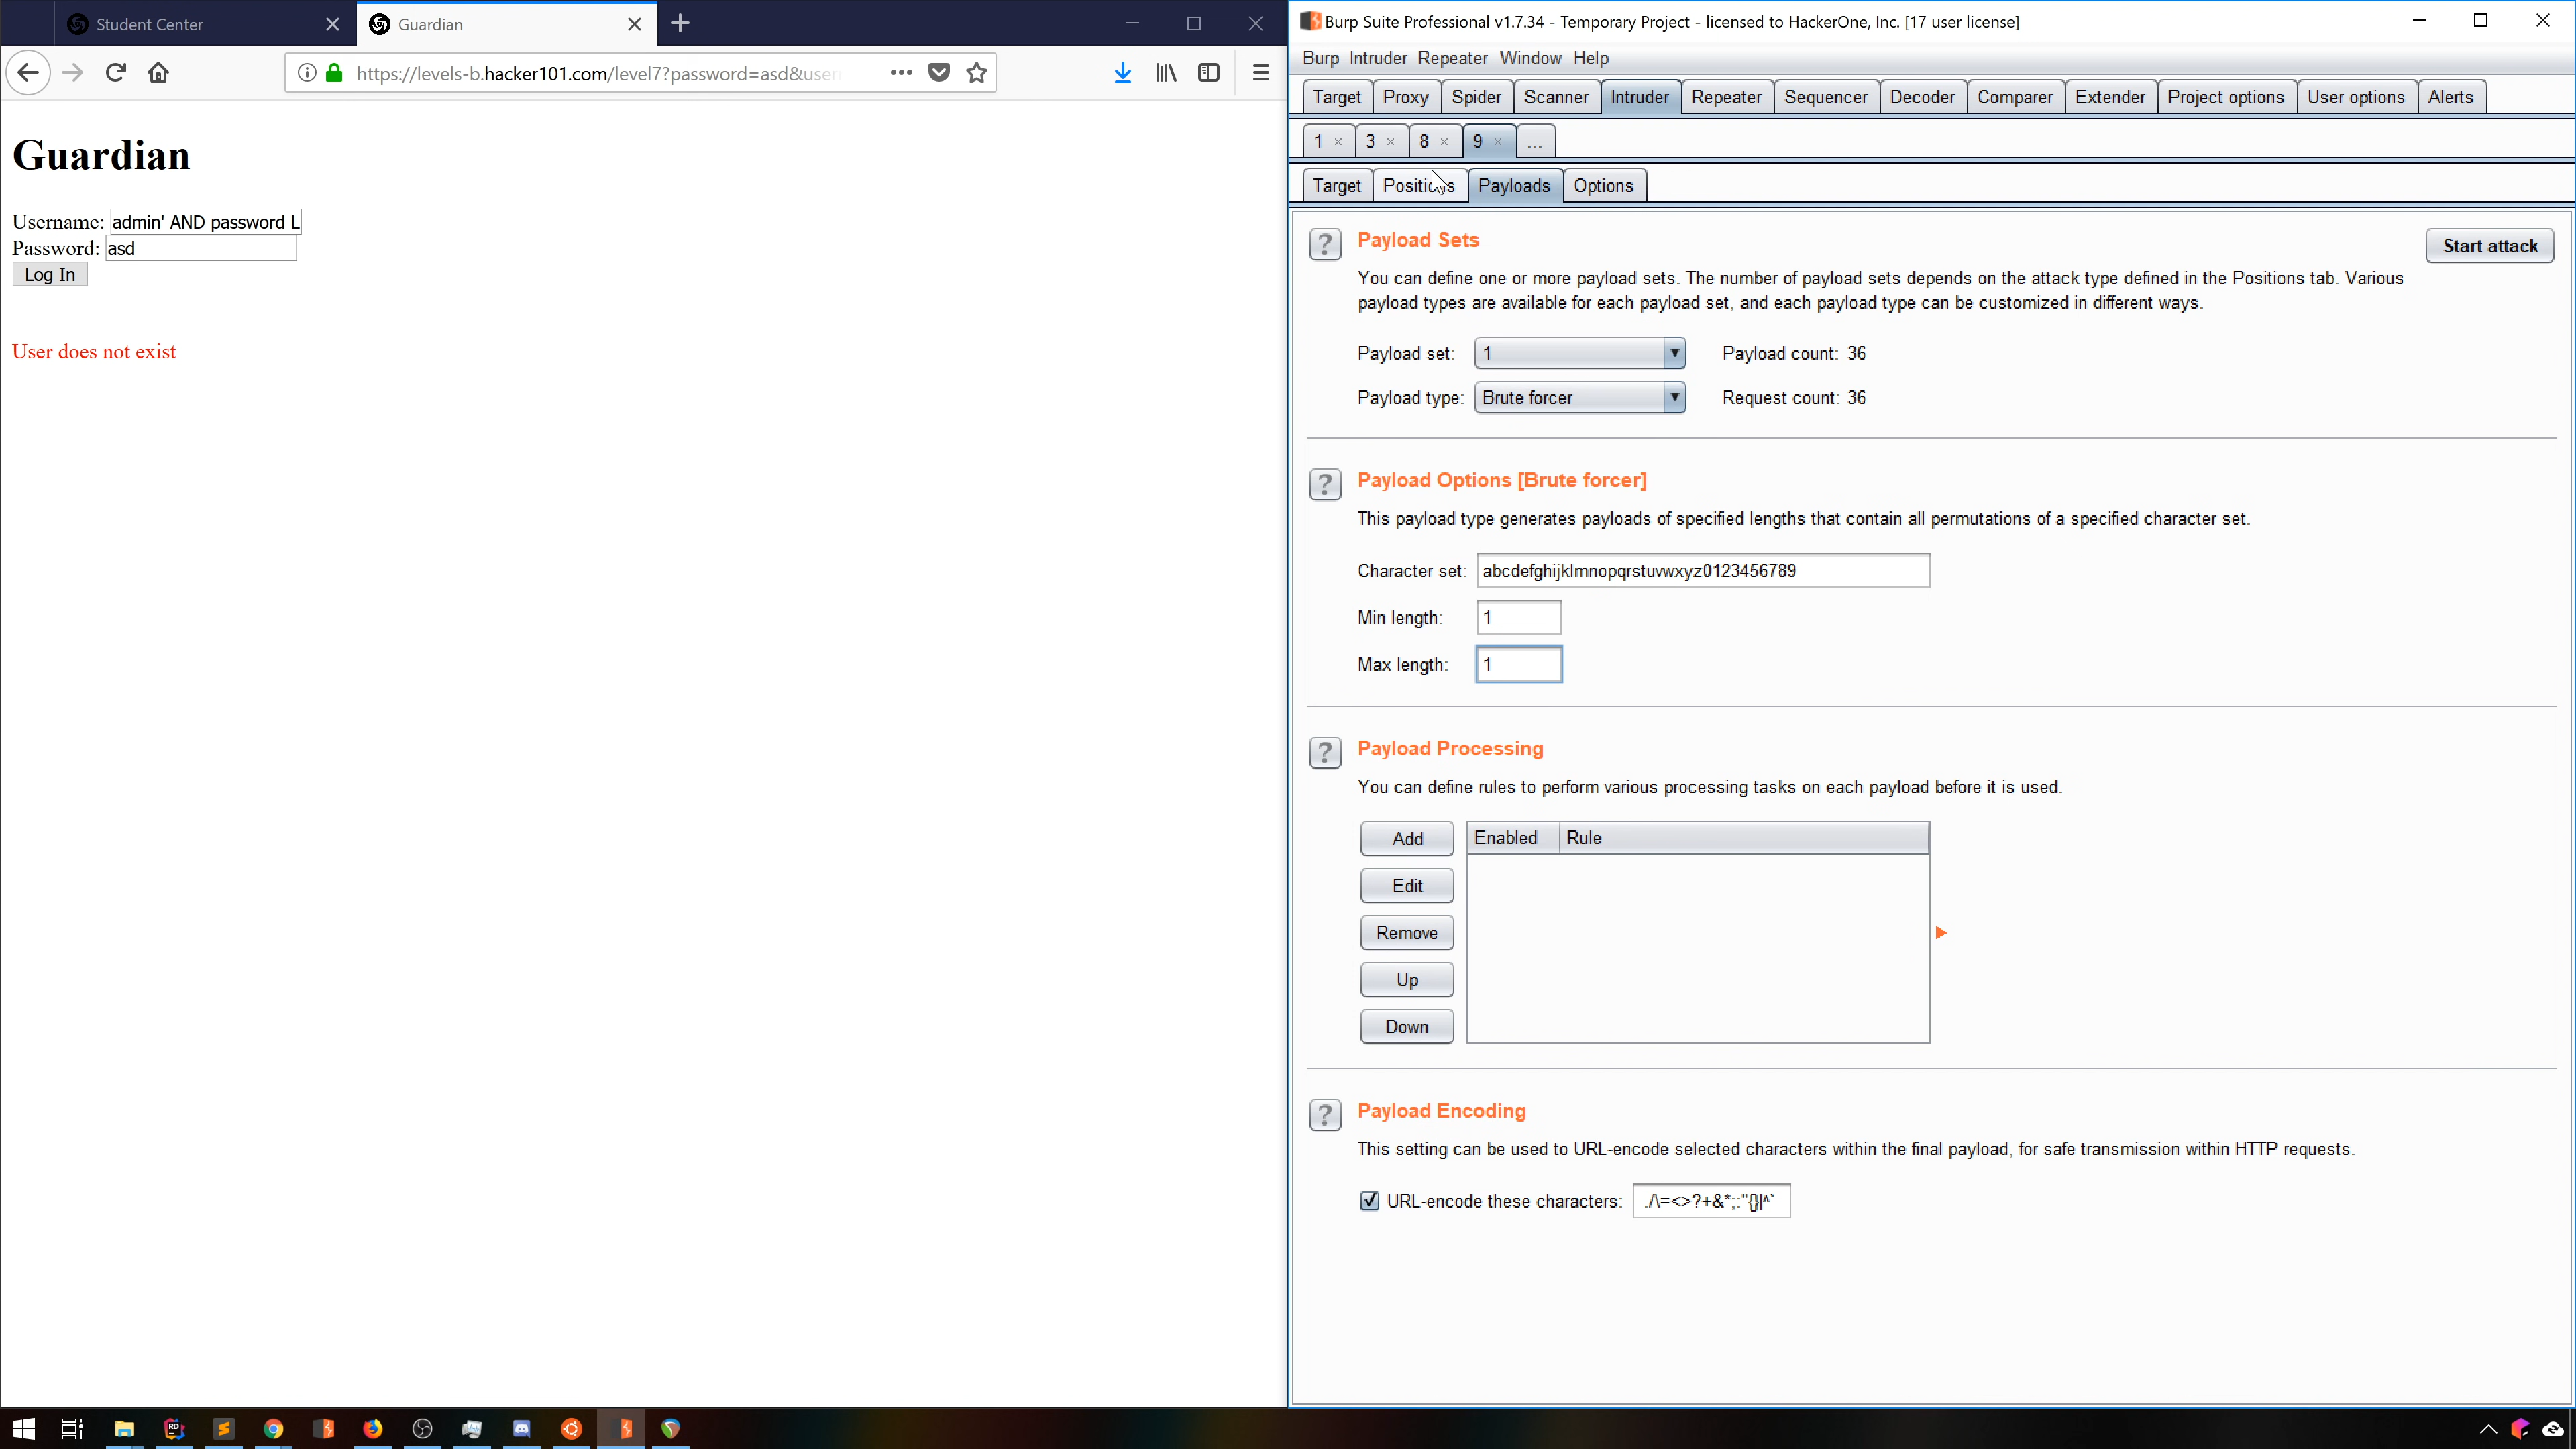 Student Center
Guardian
https://levels-b.hacker101.com/level7?password=asd&user
Guardian
Username: admin' AND password L
Password: asd
Log In
User does not exist
Burp Suite Professional v1.7.34 - Temporary Project - licensed to HackerOne, Inc. [17 user license]
Burp Intruder Repeater Window Help
Target Proxy Spider Scanner Intruder Repeater Sequencer Decoder Comparer Extender Project options User options Alerts
1 3 8 9 ...
Target Positions Payloads Options
Payload Sets
Start attack
You can define one or more payload sets. The number of payload sets depends on the attack type defined in the Positions tab. Various
payload types are available for each payload set, and each payload type can be customized in different ways.
Payload set: 1 Payload count: 36
Payload type: Brute forcer Request count: 36
Payload Options [Brute forcer]
This payload type generates payloads of specified lengths that contain all permutations of a specified character set.
Character set: abcdefghijklmnopqrstuvwxyz0123456789
Min length: 1
Max length: 1
Payload Processing
You can define rules to perform various processing tasks on each payload before it is used.
Add
Enabled Rule
Edit
Remove
Up
Down
Payload Encoding
This setting can be used to URL-encode selected characters within the final payload, for safe transmission within HTTP requests.
URL-encode these characters: ./\=<>?+&*;:"{}|^`